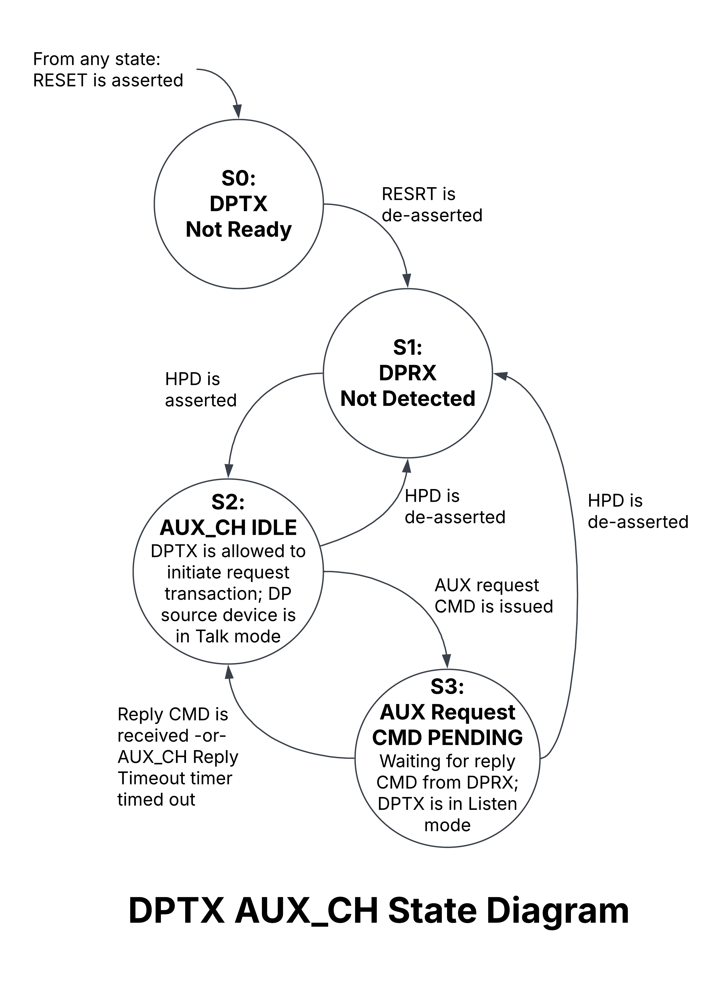 From any state:
RESET is asserted
S0:
DPTX
Not Ready
RESRT is
de-asserted
S1:
DPRX
Not Detected
HPD is
asserted
HPD is
de-asserted
HPD is
de-asserted
S2:
AUX_CH IDLE
DPTX is allowed to
initiate request
transaction; DP
source device is
in Talk mode
AUX request
CMD is issued
S3:
AUX Request
CMD PENDING
Waiting for reply
CMD from DPRX;
DPTX is in Listen
mode
Reply CMD is
received -or-
AUX_CH Reply
Timeout timer
timed out
DPTX AUX_CH State Diagram